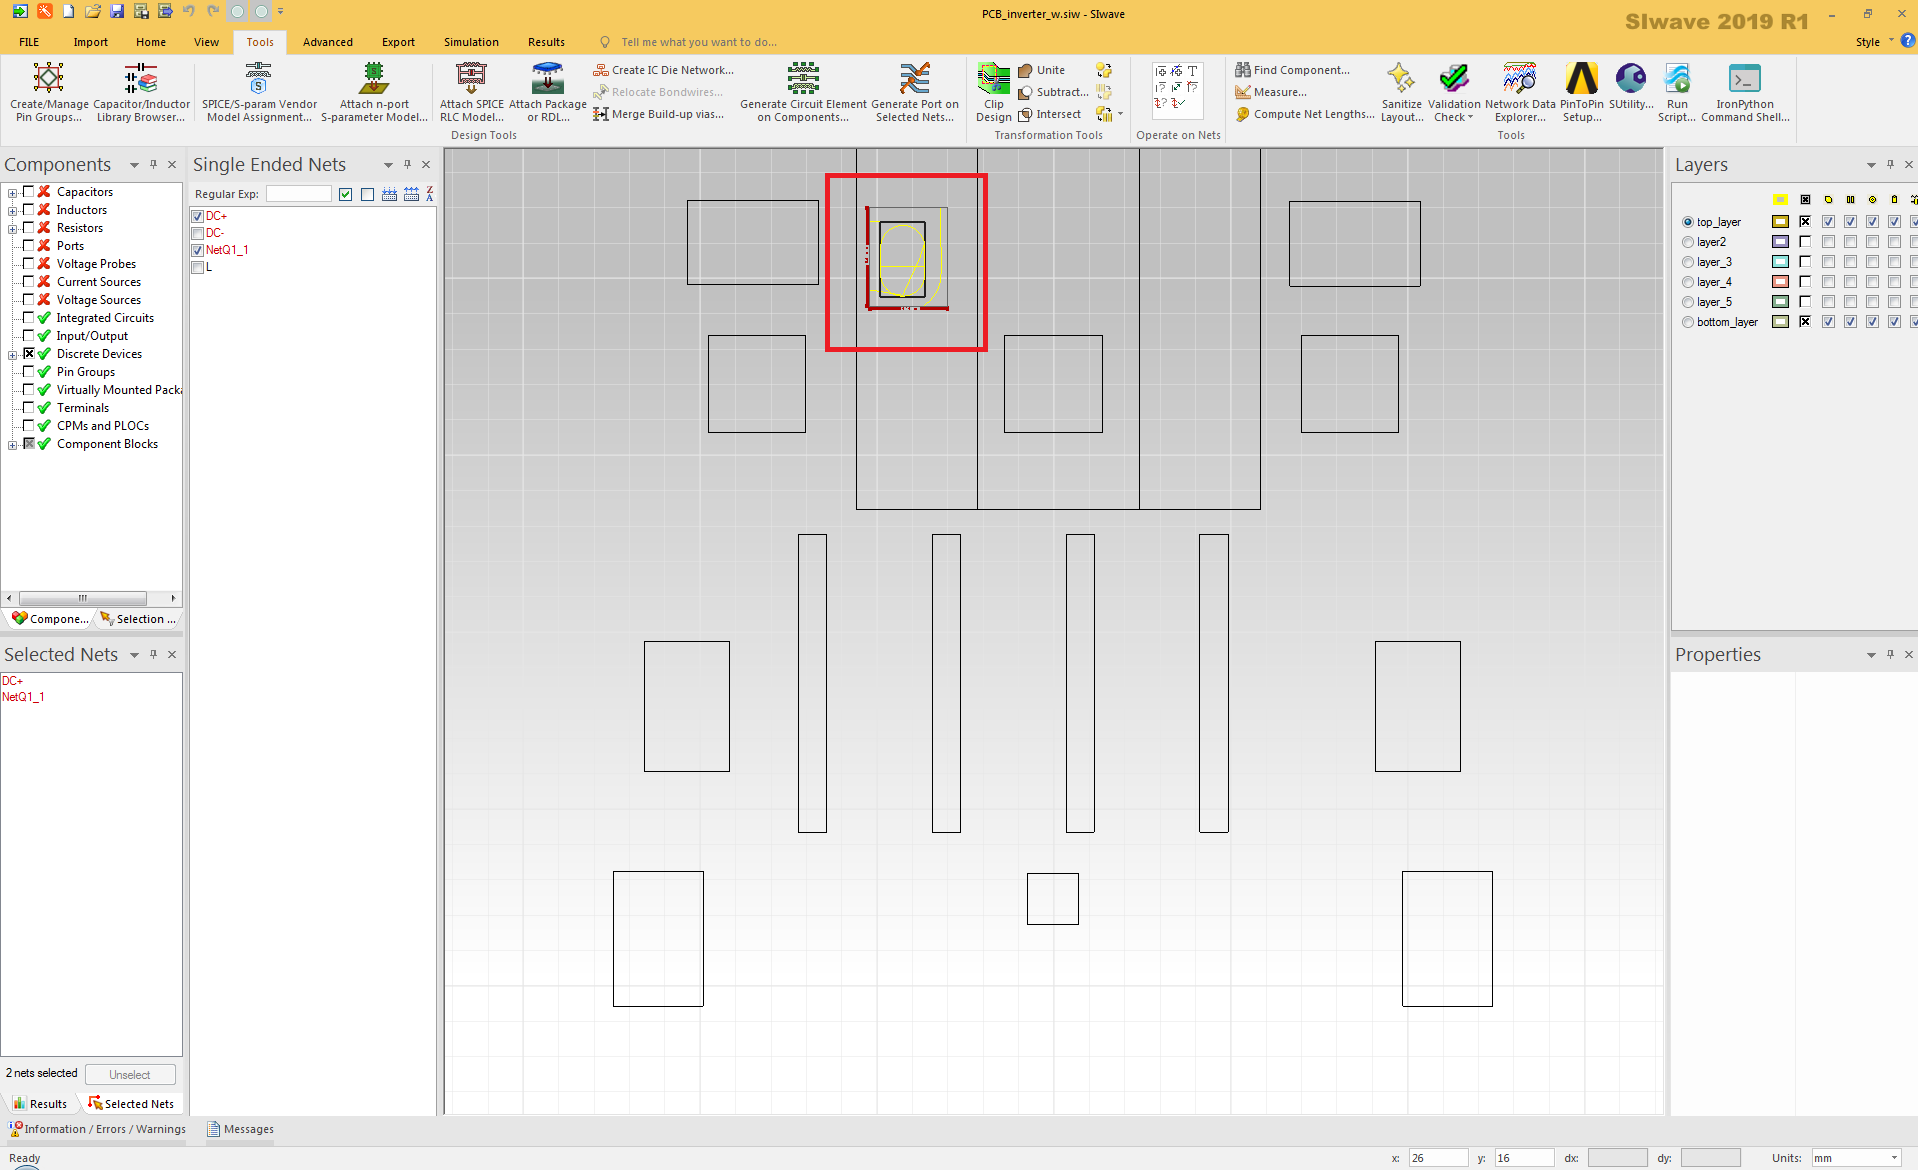 PCB_inverter_w.siw - SIwave
SIwave 2019 R1
FILE Import Home View Tools Advanced Export Simulation Results Tell me what you want to do... Style
Create/Manage Pin Groups...
Capacitor/Inductor Library Browser...
SPICE/S-param Vendor Model Assignment...
Attach n-port S-parameter Model...
Attach SPICE RLC Model...
Attach Package or RDL...
Create IC Die Network...
Relocate Bondwires...
Merge Build-up vias...
Generate Circuit Element on Components...
Generate Port on Selected Nets...
Design Tools
Clip Design
Unite
Subtract...
Intersect
Transformation Tools
Operate on Nets
Find Component...
Measure...
Compute Net Lengths...
Sanitize Layout...
Validation Check
Network Data Explorer...
PinToPin Setup...
SUtility...
Run Script...
IronPython Command Shell...
Tools
Components
Capacitors
Inductors
Resistors
Ports
Voltage Probes
Current Sources
Voltage Sources
Integrated Circuits
Input/Output
Discrete Devices
Pin Groups
Virtually Mounted Packa
Terminals
CPMs and PLOCs
Component Blocks
Compone... Selection ...
Selected Nets
DC+
NetQ1_1
2 nets selected Unselect
Results Selected Nets
Single Ended Nets
Regular Exp:
DC+
DC-
NetQ1_1
L
Layers
top_layer
layer2
layer_3
layer_4
layer_5
bottom_layer
Properties
Information / Errors / Warnings Messages
Ready
x: 26 y: 16 dx: dy: Units: mm